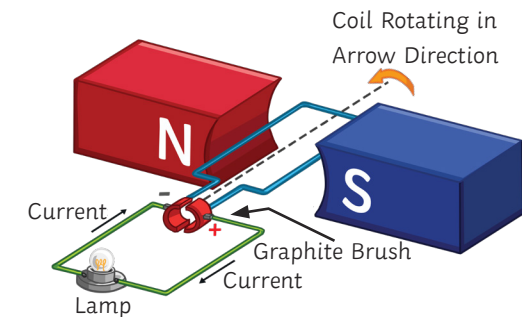 Coil Rotating in
Arrow Direction
N
S
-
+
Current
Graphite Brush
Current
Lamp